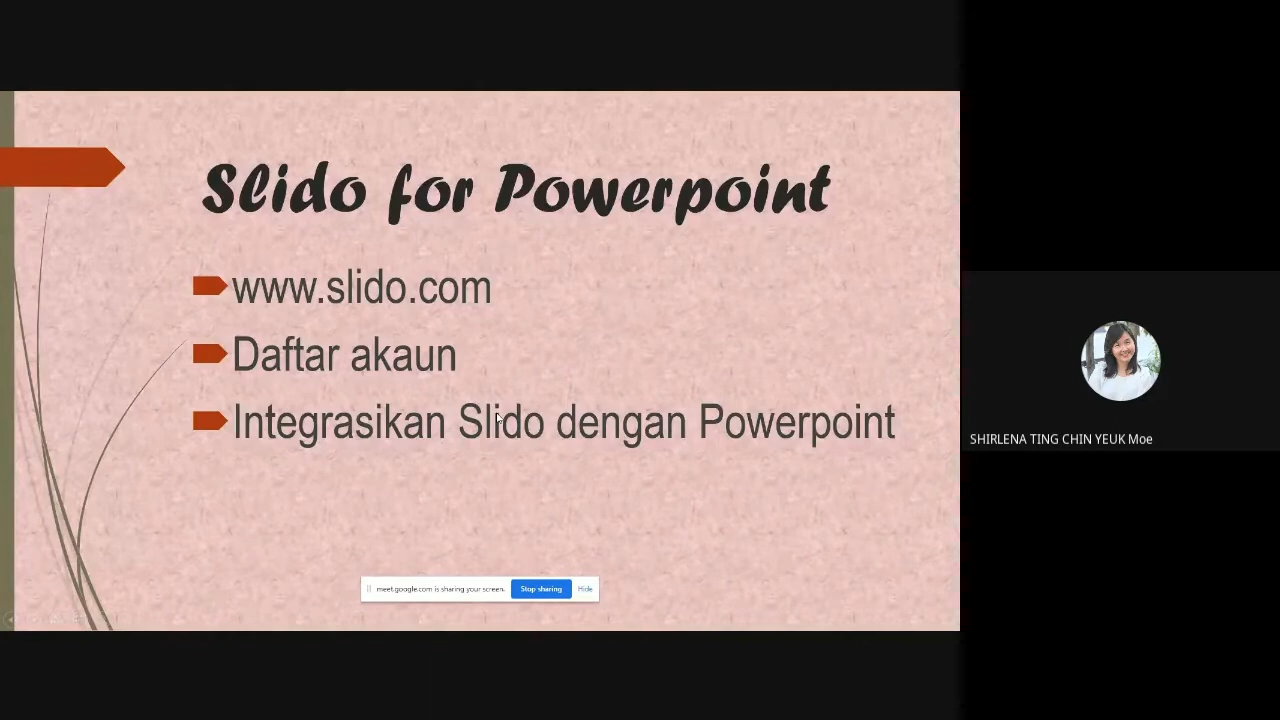 Slido for Powerpoint
www.slido.com
Daftar akaun
Integrasikan Slido dengan Powerpoint
meet.google.com is sharing your screen.
Stop sharing
Hide
SHIRLENA TING CHIN YEUK Moe